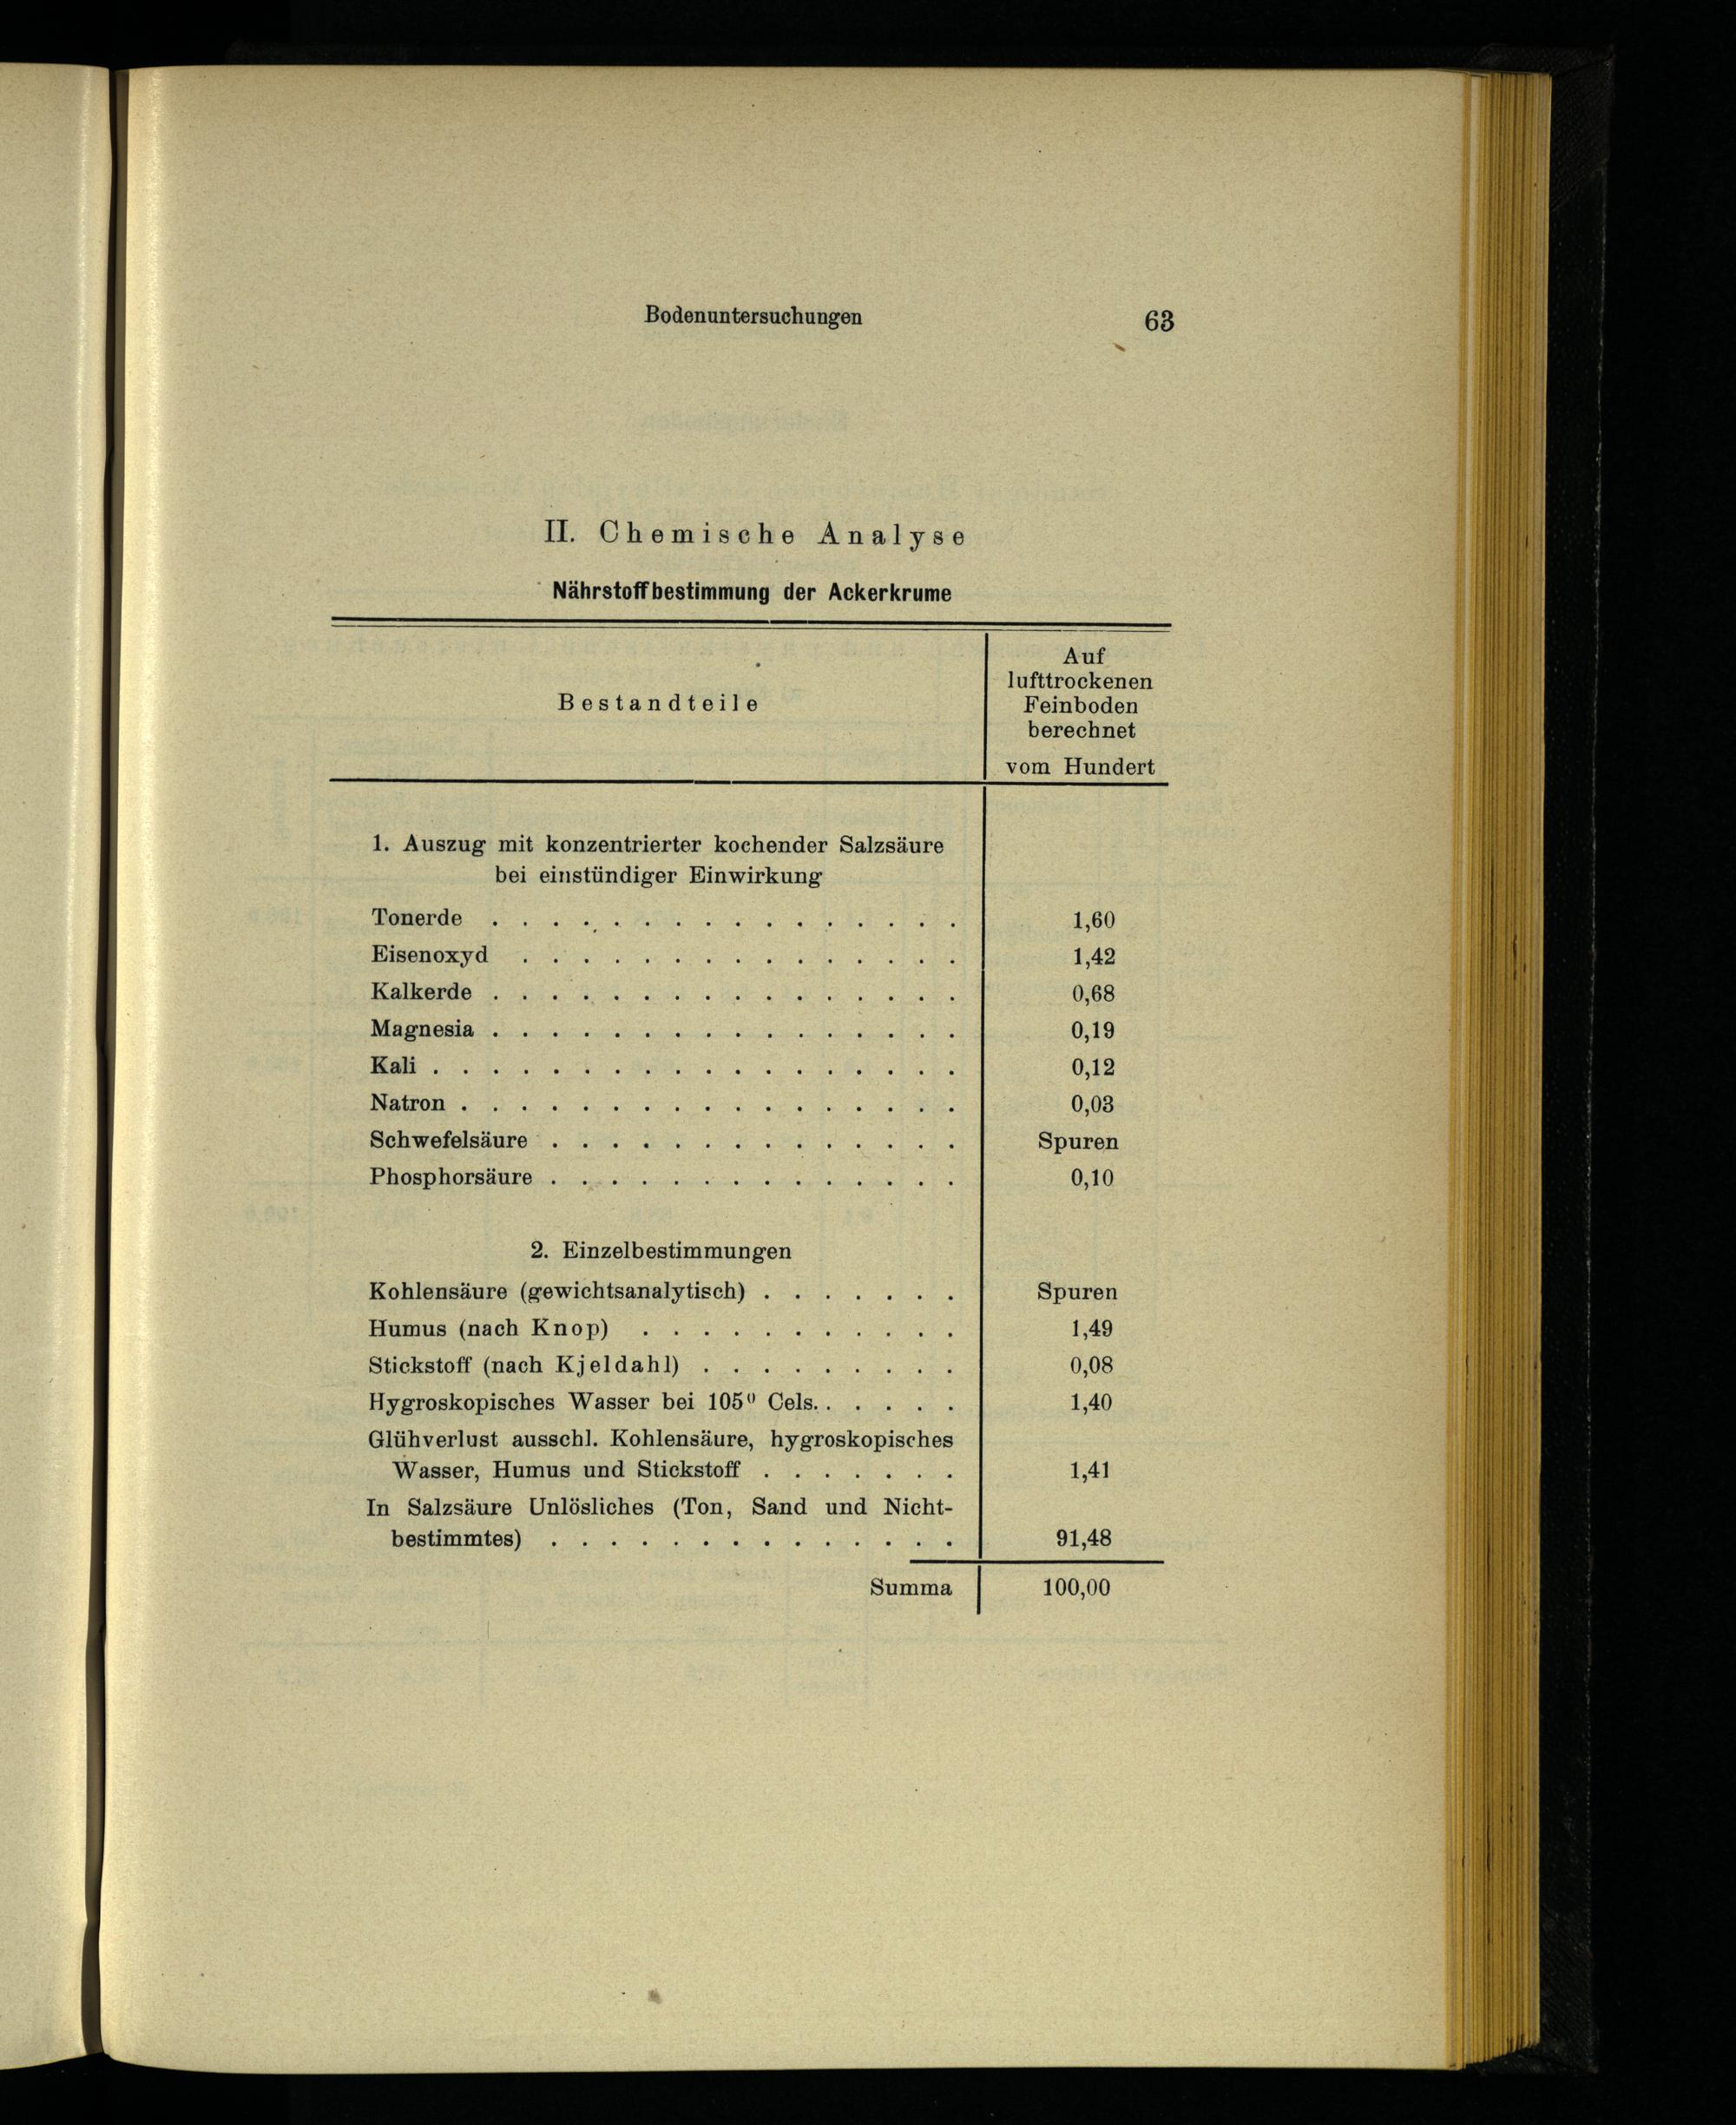 Bodenuntersuchungen 63
II. Chemische Analyse
Nährstoffbestimmung der Ackerkrume
Bestandteile
Auf
lufttrockenen
Feinboden
berechnet
vom Hundert
1. Auszug mit konzentrierter kochender Salzsäure
bei einstündiger Einwirkung
Tonerde . . . . . . . . . . . . . . . . 1,60
Eisenoxyd . . . . . . . . . . . . . . . 1,42
Kalkerde . . . . . . . . . . . . . . . . 0,68
Magnesia . . . . . . . . . . . . . . . . 0,19
Kali . . . . . . . . . . . . . . . . . . 0,12
Natron . . . . . . . . . . . . . . . . . 0,03
Schwefelsäure . . . . . . . . . . . . . . Spuren
Phosphorsäure . . . . . . . . . . . . . . 0,10
2. Einzelbestimmungen
Kohlensäure (gewichtsanalytisch) . . . . . . . Spuren
Humus (nach Knop) . . . . . . . . . . . 1,49
Stickstoff (nach Kjeldahl) . . . . . . . . . 0,08
Hygroskopisches Wasser bei 105⁰ Cels. . . . . . 1,40
Glühverlust ausschl. Kohlensäure, hygroskopisches
Wasser, Humus und Stickstoff . . . . . . . 1,41
In Salzsäure Unlösliches (Ton, Sand und Nicht-
bestimmtes) . . . . . . . . . . . . . . 91,48
Summa 100,00